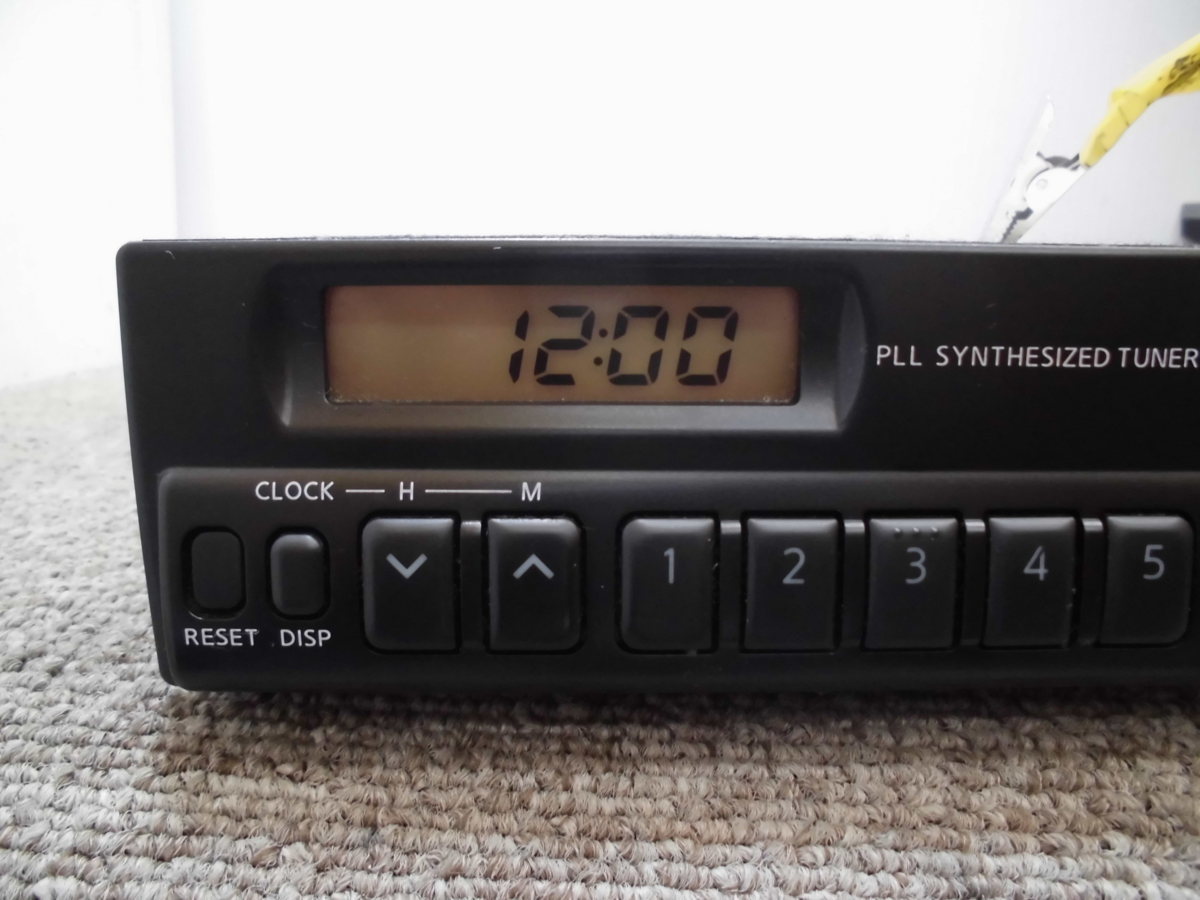 12:00
PLL SYNTHESIZED TUNER
CLOCK H M
1 2 3 4 5
RESET DISP